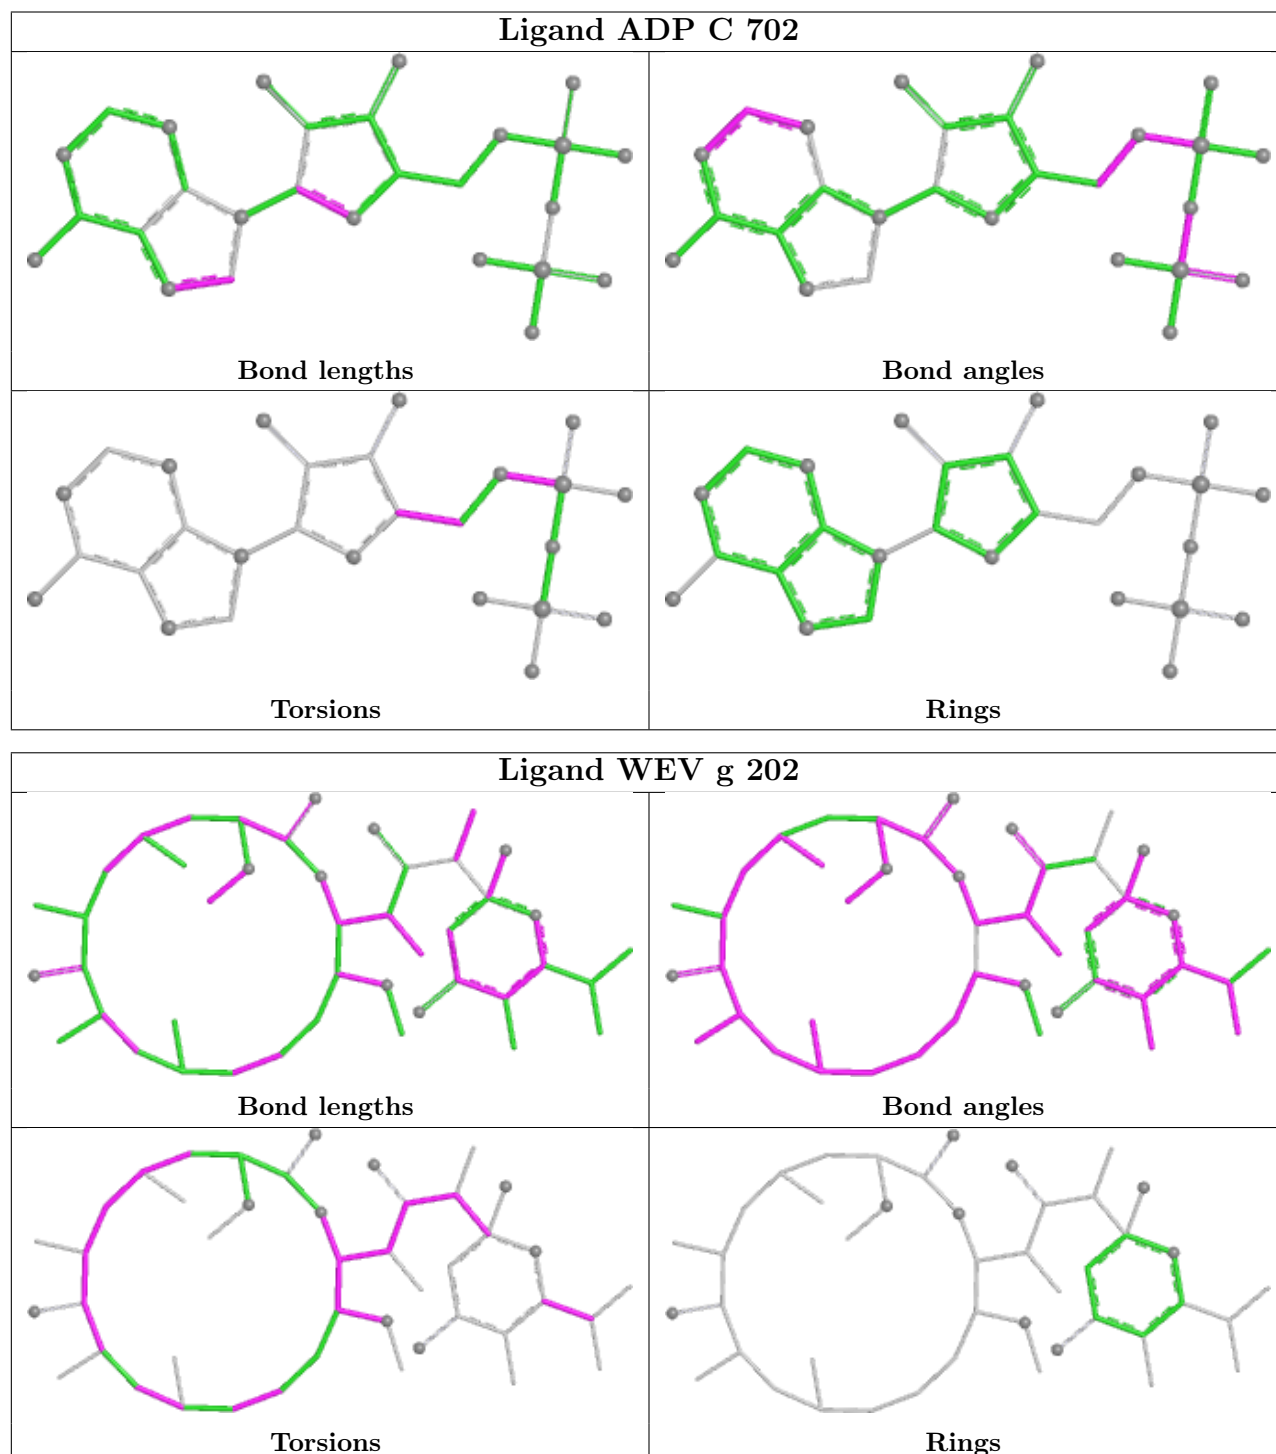 Ligand ADP C 702
Bond lengths
Bond angles
Torsions
Rings
Ligand WEV g 202
Bond lengths
Bond angles
Torsions
Rings